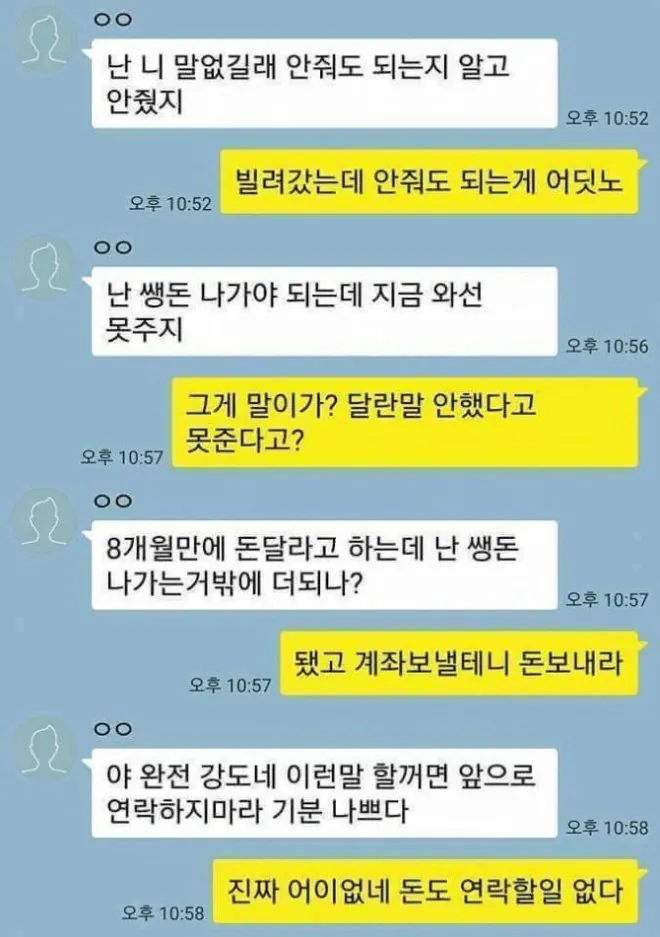 ㅇㅇ
난 니 말없길래 안줘도 되는지 알고
안줬지
오후 10:52
빌려갔는데 안줘도 되는게 어딧노
오후 10:52
ㅇㅇ
난 쌩돈 나가야 되는데 지금 와선
못주지
오후 10:56
그게 말이가? 달란말 안했다고
못준다고?
오후 10:57
ㅇㅇ
8개월만에 돈달라고 하는데 난 쌩돈
나가는거밖에 더되나?
오후 10:57
됐고 계좌보낼테니 돈보내라
오후 10:57
ㅇㅇ
야 완전 강도네 이런말 할꺼면 앞으로
연락하지마라 기분 나쁘다
오후 10:58
진짜 어이없네 돈도 연락할일 없다
오후 10:58